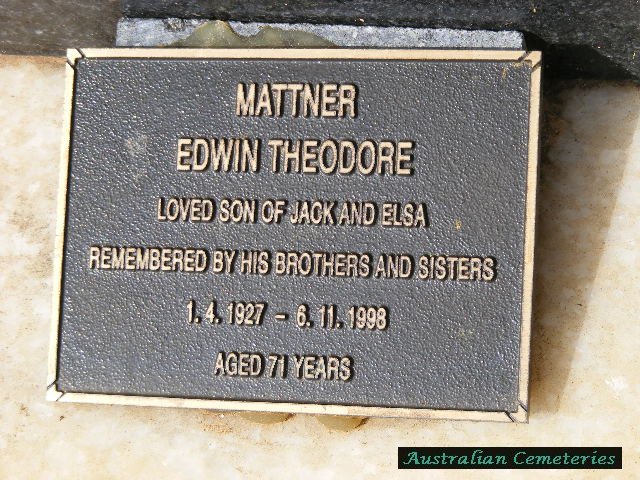 MATTNER
EDWIN THEODORE
LOVED SON OF JACK AND ELSA
REMEMBERED BY HIS BROTHERS AND SISTERS
1. 4. 1927 - 6. 11. 1998
AGED 71 YEARS
Australian Cemeteries